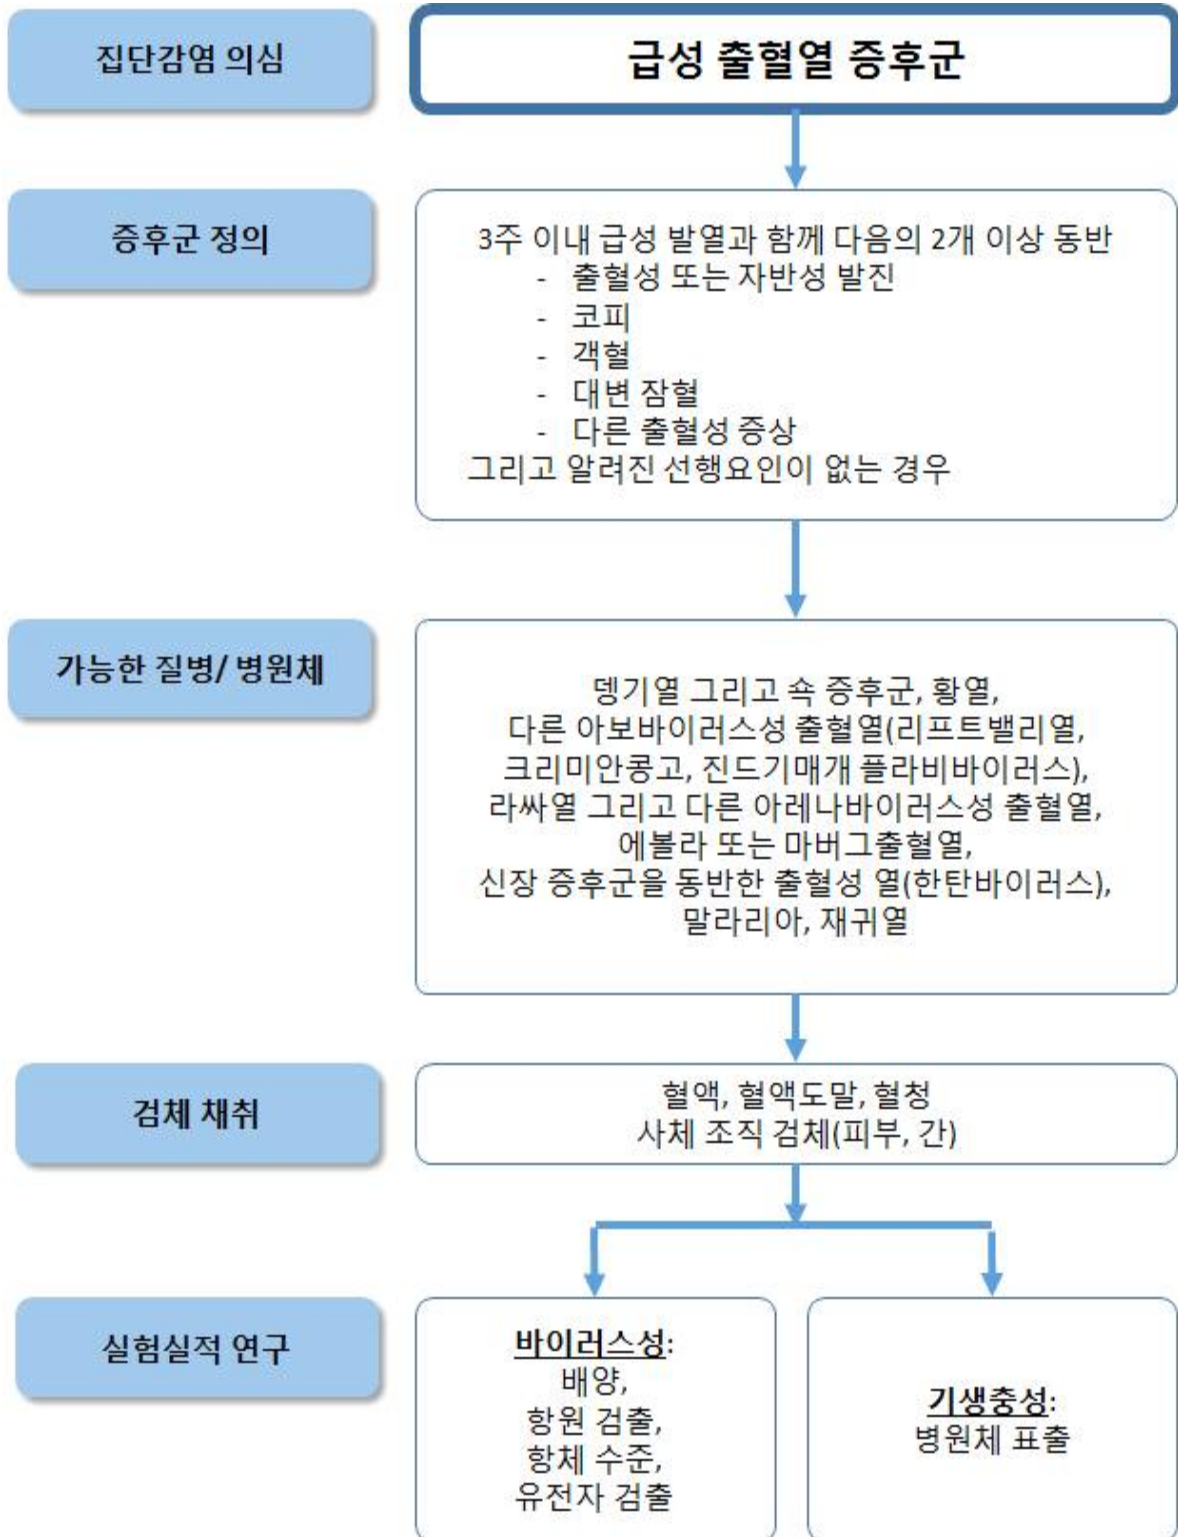 집단감염 의심
급성 출혈열 증후군
증후군 정의
3주 이내 급성 발열과 함께 다음의 2개 이상 동반
- 출혈성 또는 자반성 발진
- 코피
- 객혈
- 대변 잠혈
- 다른 출혈성 증상
그리고 알려진 선행요인이 없는 경우
가능한 질병/ 병원체
뎅기열 그리고 쇽 증후군, 황열,
다른 아보바이러스성 출혈열(리프트밸리열,
크리미안콩고, 진드기매개 플라비바이러스),
라싸열 그리고 다른 아레나바이러스성 출혈열,
에볼라 또는 마버그출혈열,
신장 증후군을 동반한 출혈성 열(한탄바이러스),
말라리아, 재귀열
검체 채취
혈액, 혈액도말, 혈청
사체 조직 검체(피부, 간)
실험실적 연구
바이러스성:
배양,
항원 검출,
항체 수준,
유전자 검출
기생충성:
병원체 표출